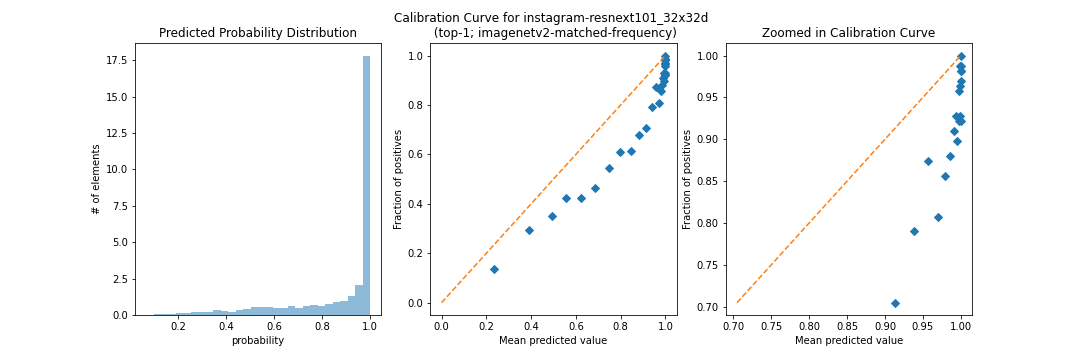 Predicted Probability Distribution
# of elements
17.5
15.0
12.5
10.0
7.5
5.0
2.5
0.0
0.2 0.4 0.6 0.8 1.0
probability
Calibration Curve for instagram-resnext101_32x32d
(top-1; imagenetv2-matched-frequency)
Fraction of positives
1.0
0.8
0.6
0.4
0.2
0.0
0.0 0.2 0.4 0.6 0.8 1.0
Mean predicted value
Zoomed in Calibration Curve
Fraction of positives
1.00
0.95
0.90
0.85
0.80
0.75
0.70
0.70 0.75 0.80 0.85 0.90 0.95 1.00
Mean predicted value